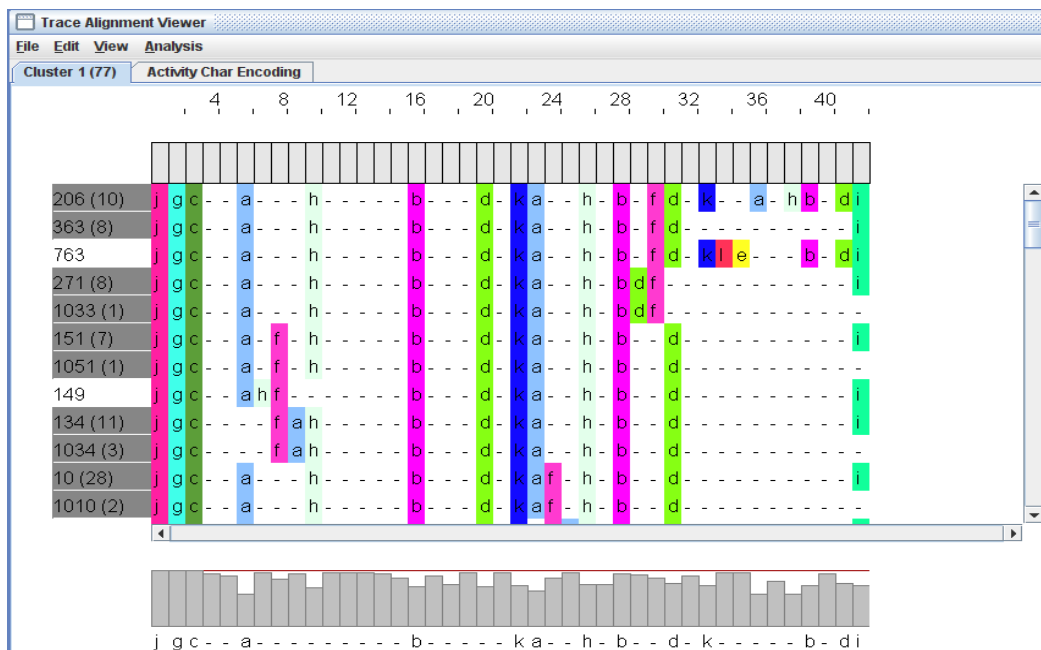 Trace Alignment Viewer
File Edit View Analysis
Cluster 1 (77) Activity Char Encoding
4 8 12 16 20 24 28 32 36 40
206 (10) j g c - - a - - - h - - - - - b - - - d - k a - - h - b - f d - k - - a - h b - d i
363 (8) j g c - - a - - - h - - - - - b - - - d - k a - - h - b - f d - - - - - - - - - - i
763 j g c - - a - - - h - - - - - b - - - d - k a - - h - b - f d - k l e - - - b - d i
271 (8) j g c - - a - - - h - - - - - b - - - d - k a - - h - b d f - - - - - - - - - - - i
1033 (1) j g c - - a - - - h - - - - - b - - - d - k a - - h - b d f - - - - - - - - - - - -
151 (7) j g c - - a - f - h - - - - - b - - - d - k a - - h - b - - d - - - - - - - - - - i
1051 (1) j g c - - a - f - h - - - - - b - - - d - k a - - h - b - - d - - - - - - - - - - -
149 j g c - - a h f - - - - - - - b - - - d - k a - - h - b - - d - - - - - - - - - - i
134 (11) j g c - - - - f a h - - - - - b - - - d - k a - - h - b - - d - - - - - - - - - - i
1034 (3) j g c - - - - f a h - - - - - b - - - d - k a - - h - b - - d - - - - - - - - - - -
10 (28) j g c - - a - - - h - - - - - b - - - d - k a f - h - b - - d - - - - - - - - - - i
1010 (2) j g c - - a - - - h - - - - - b - - - d - k a f - h - b - - d - - - - - - - - - - -
j g c - - a - - - - - - - - - b - - - - - k a - - h - b - - d - k - - - - - b - d i